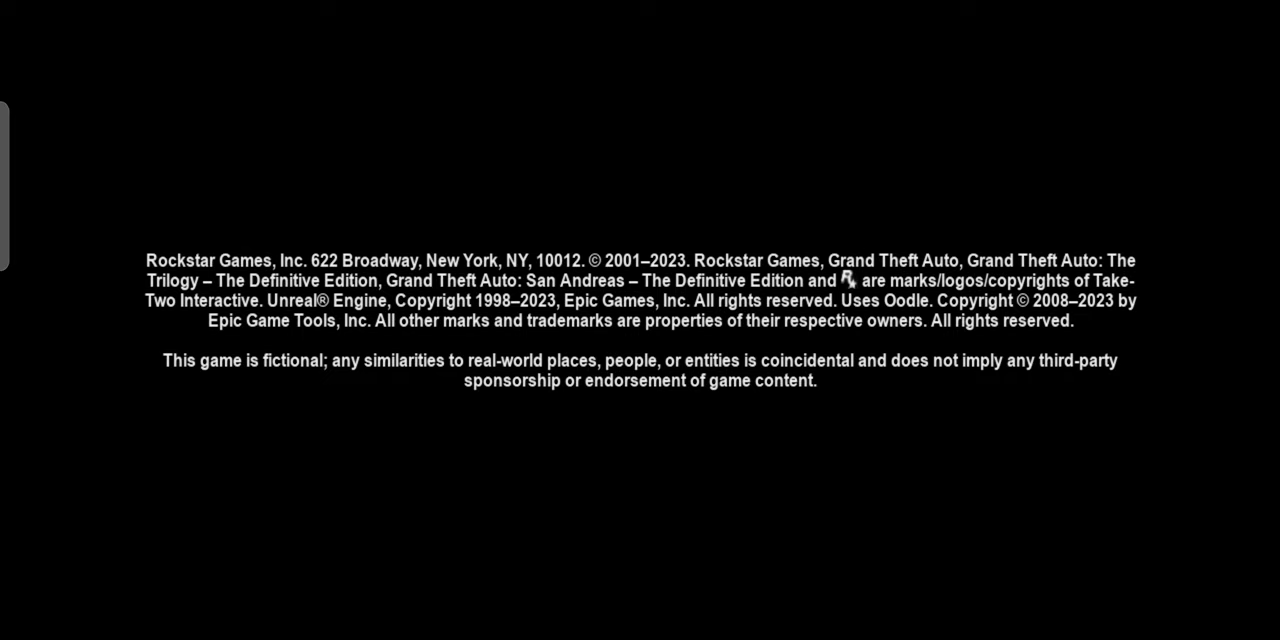 Rockstar Games, Inc. 622 Broadway, New York, NY, 10012. © 2001–2023. Rockstar Games, Grand Theft Auto, Grand Theft Auto: The
Trilogy – The Definitive Edition, Grand Theft Auto: San Andreas – The Definitive Edition and R* are marks/logos/copyrights of Take-
Two Interactive. Unreal® Engine, Copyright 1998–2023, Epic Games, Inc. All rights reserved. Uses Oodle. Copyright © 2008–2023 by
Epic Game Tools, Inc. All other marks and trademarks are properties of their respective owners. All rights reserved.
This game is fictional; any similarities to real-world places, people, or entities is coincidental and does not imply any third-party
sponsorship or endorsement of game content.